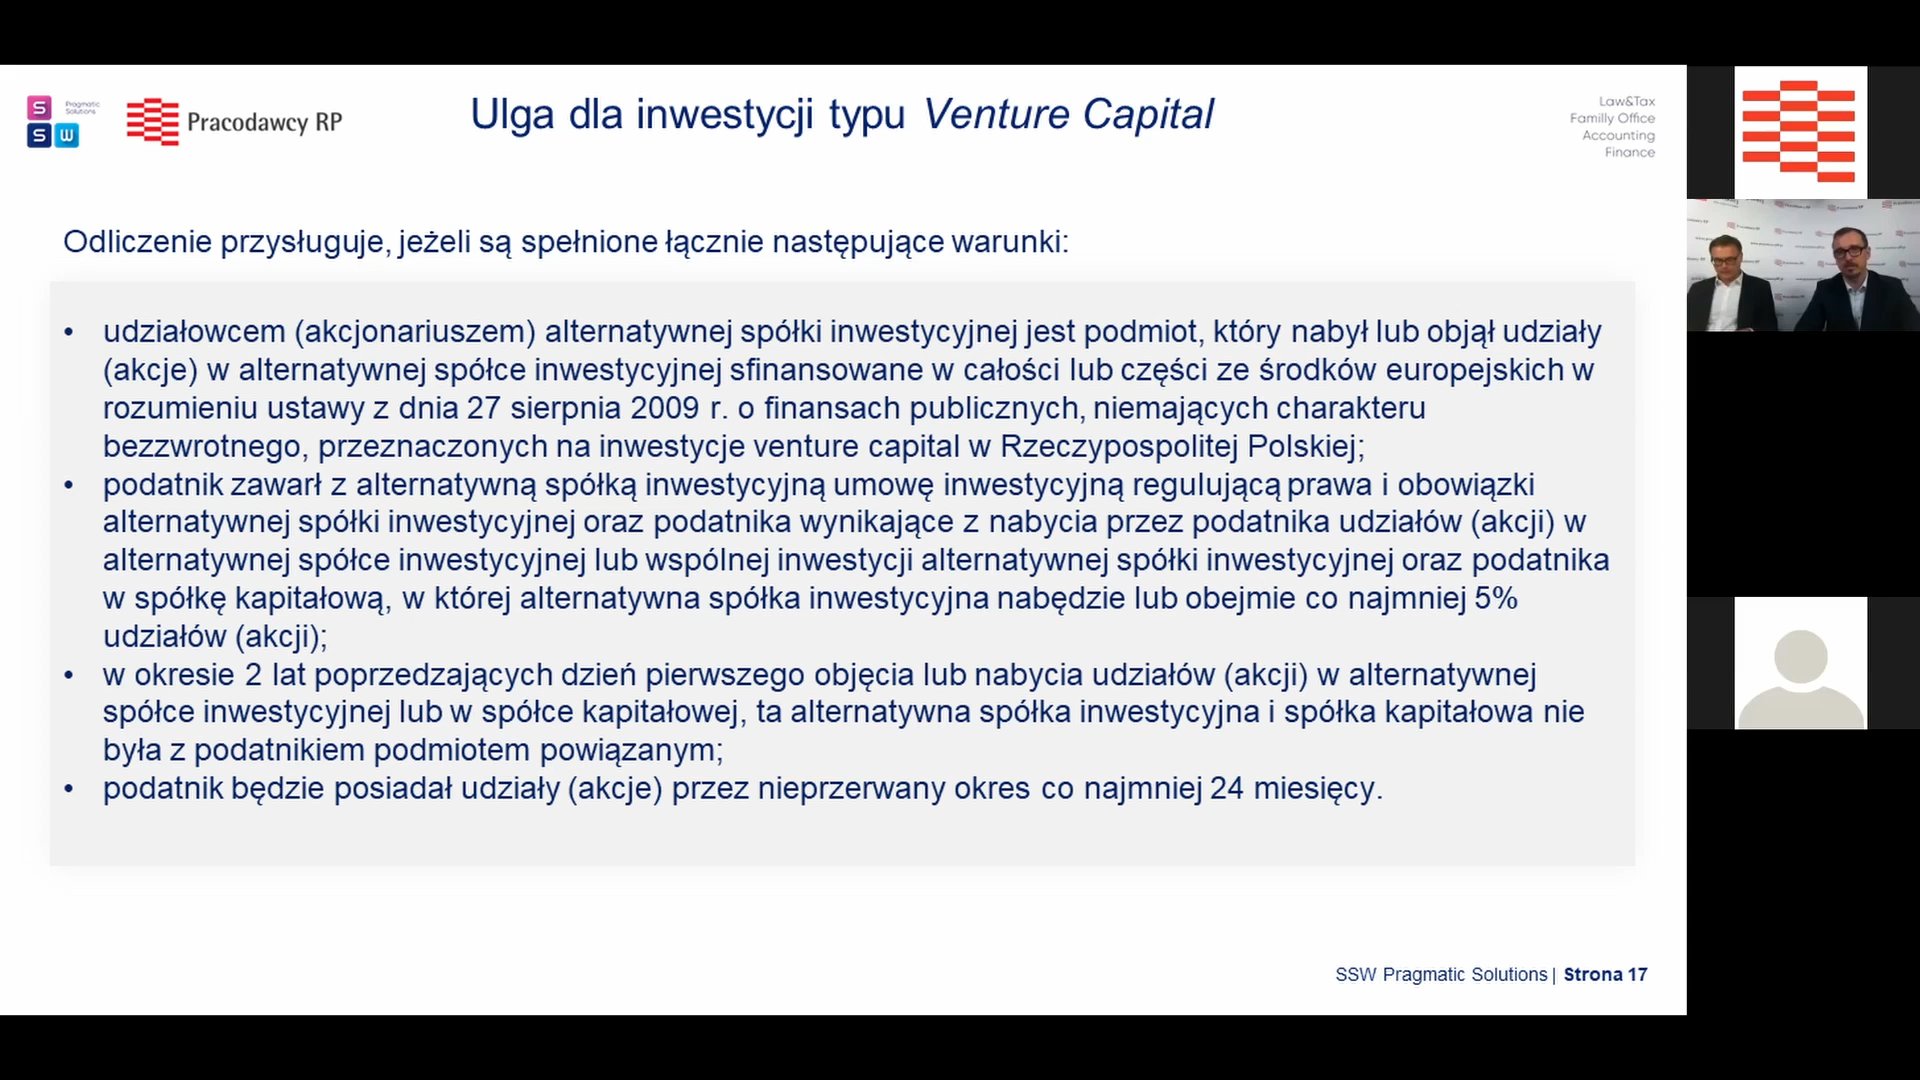 S
S W
Pragmatic
Solutions
Pracodawcy RP
Ulga dla inwestycji typu Venture Capital
Law&Tax
Familly Office
Accounting
Finance
Odliczenie przysługuje, jeżeli są spełnione łącznie następujące warunki:
• udziałowcem (akcjonariuszem) alternatywnej spółki inwestycyjnej jest podmiot, który nabył lub objął udziały
(akcje) w alternatywnej spółce inwestycyjnej sfinansowane w całości lub części ze środków europejskich w
rozumieniu ustawy z dnia 27 sierpnia 2009 r. o finansach publicznych, niemających charakteru
bezzwrotnego, przeznaczonych na inwestycje venture capital w Rzeczypospolitej Polskiej;
• podatnik zawarł z alternatywną spółką inwestycyjną umowę inwestycyjną regulującą prawa i obowiązki
alternatywnej spółki inwestycyjnej oraz podatnika wynikające z nabycia przez podatnika udziałów (akcji) w
alternatywnej spółce inwestycyjnej lub wspólnej inwestycji alternatywnej spółki inwestycyjnej oraz podatnika
w spółkę kapitałową, w której alternatywna spółka inwestycyjna nabędzie lub obejmie co najmniej 5%
udziałów (akcji);
• w okresie 2 lat poprzedzających dzień pierwszego objęcia lub nabycia udziałów (akcji) w alternatywnej
spółce inwestycyjnej lub w spółce kapitałowej, ta alternatywna spółka inwestycyjna i spółka kapitałowa nie
była z podatnikiem podmiotem powiązanym;
• podatnik będzie posiadał udziały (akcje) przez nieprzerwany okres co najmniej 24 miesięcy.
SSW Pragmatic Solutions | Strona 17